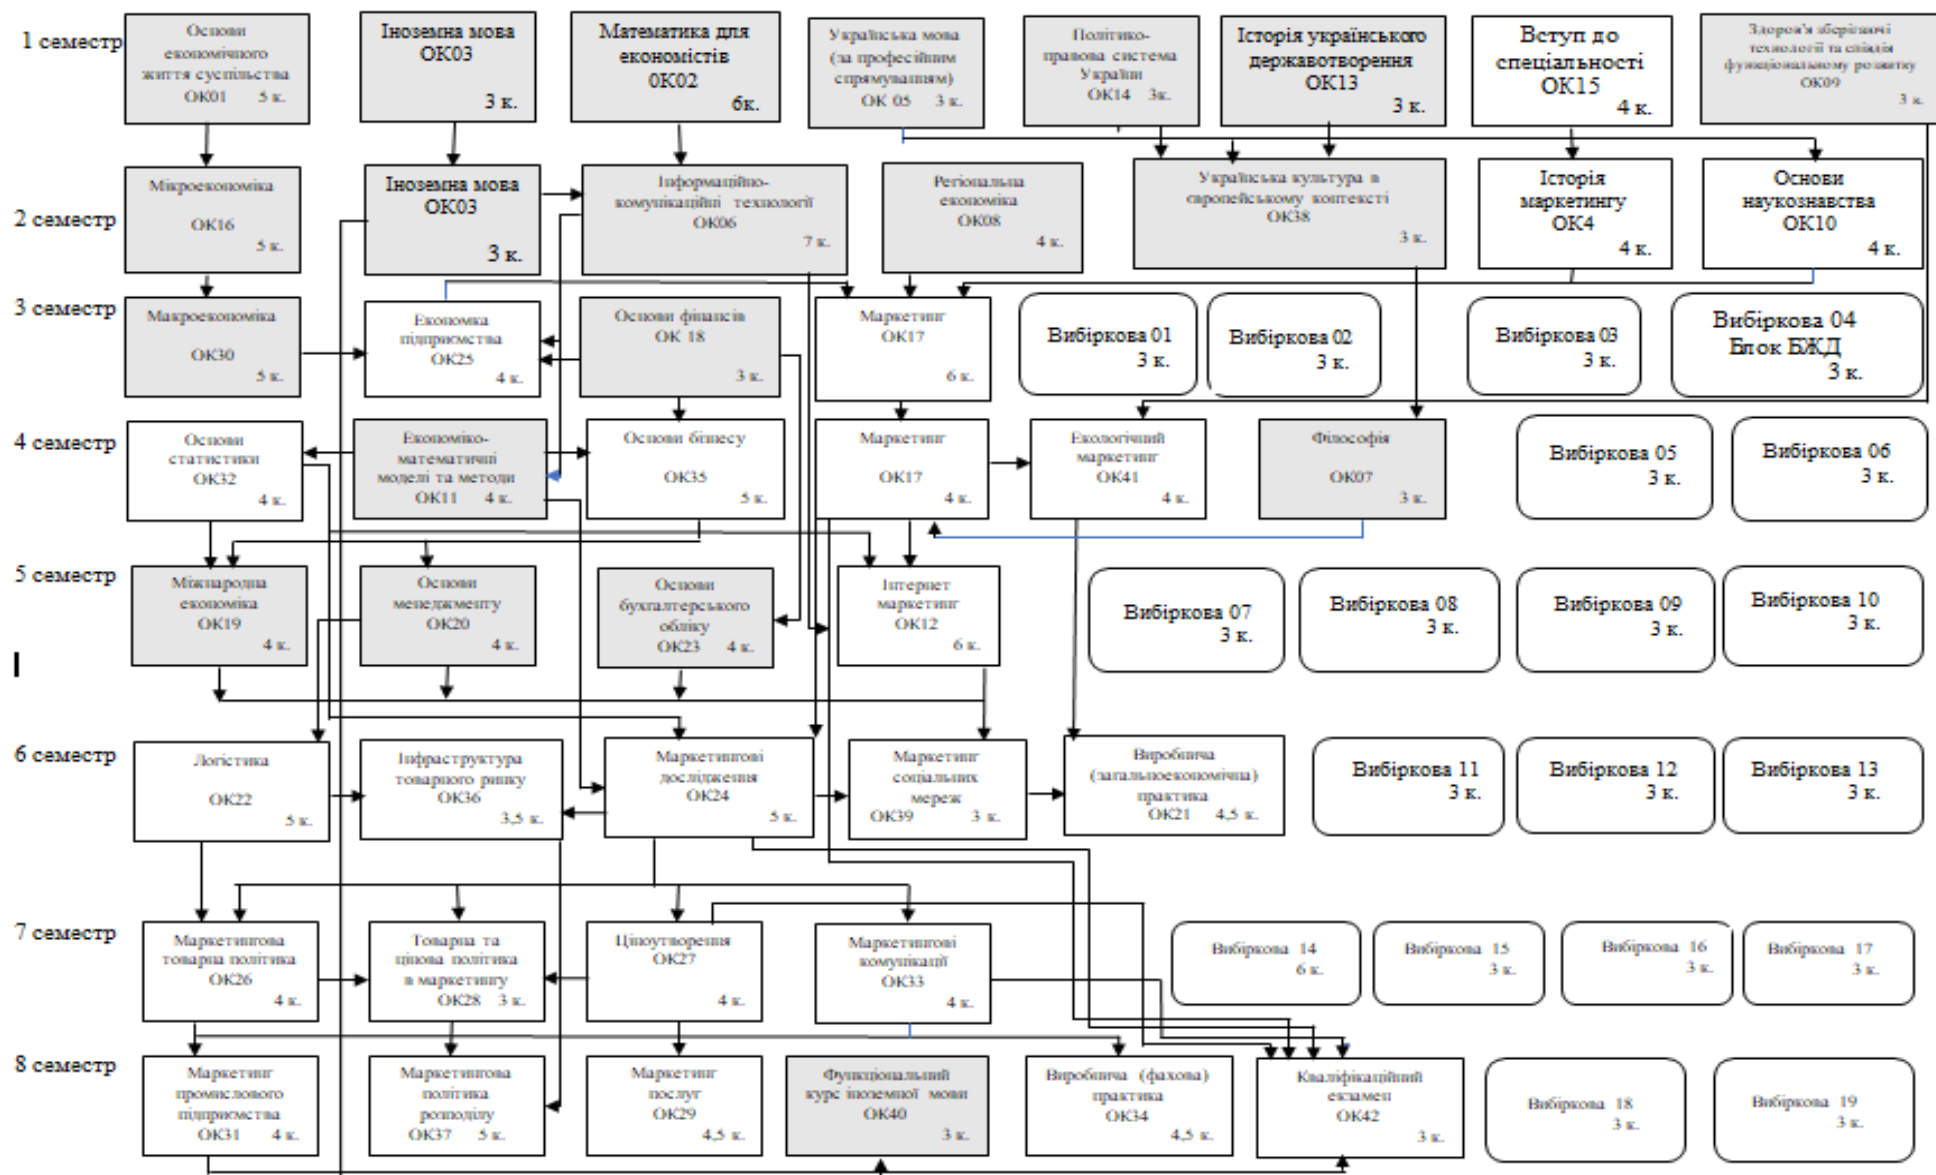 1 семестр
Основи
економічного
життя суспільства
ОК01 5 к.
Іноземна мова
ОК03
3 к.
Математика для
економістів
0К02
6к.
Українська мова
(за професійним
спрямуванням)
ОК 05 3 к.
Політико-
правова система
України
ОК14 3к.
Історія українського
державотворення
ОК13
3 к.
Вступ до
спеціальності
ОК15
4 к.
Здоров'я зберігаючі
технології та
функціональному розвитку
ОК09
3 к.
2 семестр
Мікроекономіка
ОК16
5 к.
Іноземна мова
ОК03
3 к.
Інформаційно-
комунікаційні технології
ОК06
7 к.
Регіональна
економіка
ОК08
4 к.
Українська культура в
європейському контексті
ОК38
3 к.
Історія
маркетингу
ОК4
4 к.
Основи
наукознавства
ОК10
4 к.
3 семестр
Макроекономіка
ОК30
5 к.
Економка
підприємства
ОК25
4 к.
Основи фінансів
ОК 18
3 к.
Маркетинг
ОК17
6 к.
Вибіркова 01
3 к.
Вибіркова 02
3 к.
Вибіркова 03
3 к.
Вибіркова 04
Блок БЖД
3 к.
4 семестр
Основи
статистики
ОК32
4 к.
Економіко-
математичні
моделі та методи
ОК11 4 к.
Основи бізнесу
ОК35
5 к.
Маркетинг
ОК17
4 к.
Екологічний
маркетинг
ОК41
4 к.
Філософія
ОК07
3 к.
Вибіркова 05
3 к.
Вибіркова 06
3 к.
5 семестр
Міжнародна
економіка
ОК19
4 к.
Основи
менеджменту
ОК20
4 к.
Основи
бухгалтерського
обліку
ОК23 4 к.
Інтернет
маркетинг
ОК12
6 к.
Вибіркова 07
3 к.
Вибіркова 08
3 к.
Вибіркова 09
3 к.
Вибіркова 10
3 к.
6 семестр
Логістика
ОК22
5 к.
Інфраструктура
товарного ринку
ОК36
3,5 к.
Маркетингові
дослідження
ОК24
5 к.
Маркетинг
соціальних
мереж
ОК39 3 к.
Виробнича
(загальноекономічна)
практика
ОК21 4,5 к.
Вибіркова 11
3 к.
Вибіркова 12
3 к.
Вибіркова 13
3 к.
7 семестр
Маркетингова
товарна політика
ОК26
4 к.
Товарна та
цінова політика
в маркетингу
ОК28 3 к.
Ціноутворення
ОК27
4 к.
Маркетингові
комунікації
ОК33
4 к.
Вибіркова 14
6 к.
Вибіркова 15
3 к.
Вибіркова 16
3 к.
Вибіркова 17
3 к.
8 семестр
Маркетинг
промислового
підприємства
ОК31 4 к.
Маркетингова
політика
розподілу
ОК37 5 к.
Маркетинг
послуг
ОК29
4,5 к.
Функціональний
курс іноземної мови
ОК40
3 к.
Виробнича (фахова)
практика
ОК34
4,5 к.
Кваліфікаційний
екзамен
ОК42
3 к.
Вибіркова 18
3 к.
Вибіркова 19
3 к.